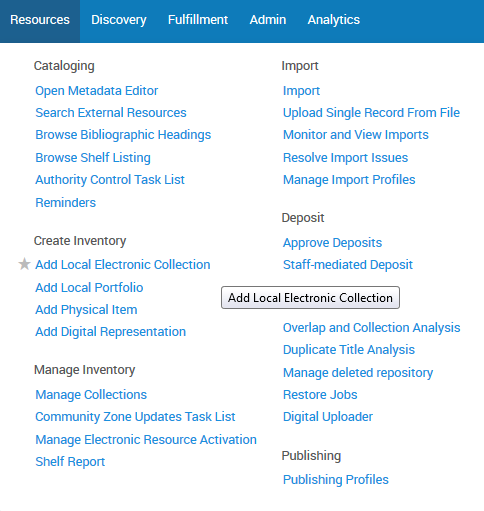 Resources Discovery Fulfillment Admin Analytics
Cataloging
Open Metadata Editor
Search External Resources
Browse Bibliographic Headings
Browse Shelf Listing
Authority Control Task List
Reminders
Create Inventory
Add Local Electronic Collection
Add Local Portfolio
Add Physical Item
Add Digital Representation
Manage Inventory
Manage Collections
Community Zone Updates Task List
Manage Electronic Resource Activation
Shelf Report
Import
Import
Upload Single Record From File
Monitor and View Imports
Resolve Import Issues
Manage Import Profiles
Deposit
Approve Deposits
Staff-mediated Deposit
Add Local Electronic Collection
Overlap and Collection Analysis
Duplicate Title Analysis
Manage deleted repository
Restore Jobs
Digital Uploader
Publishing
Publishing Profiles